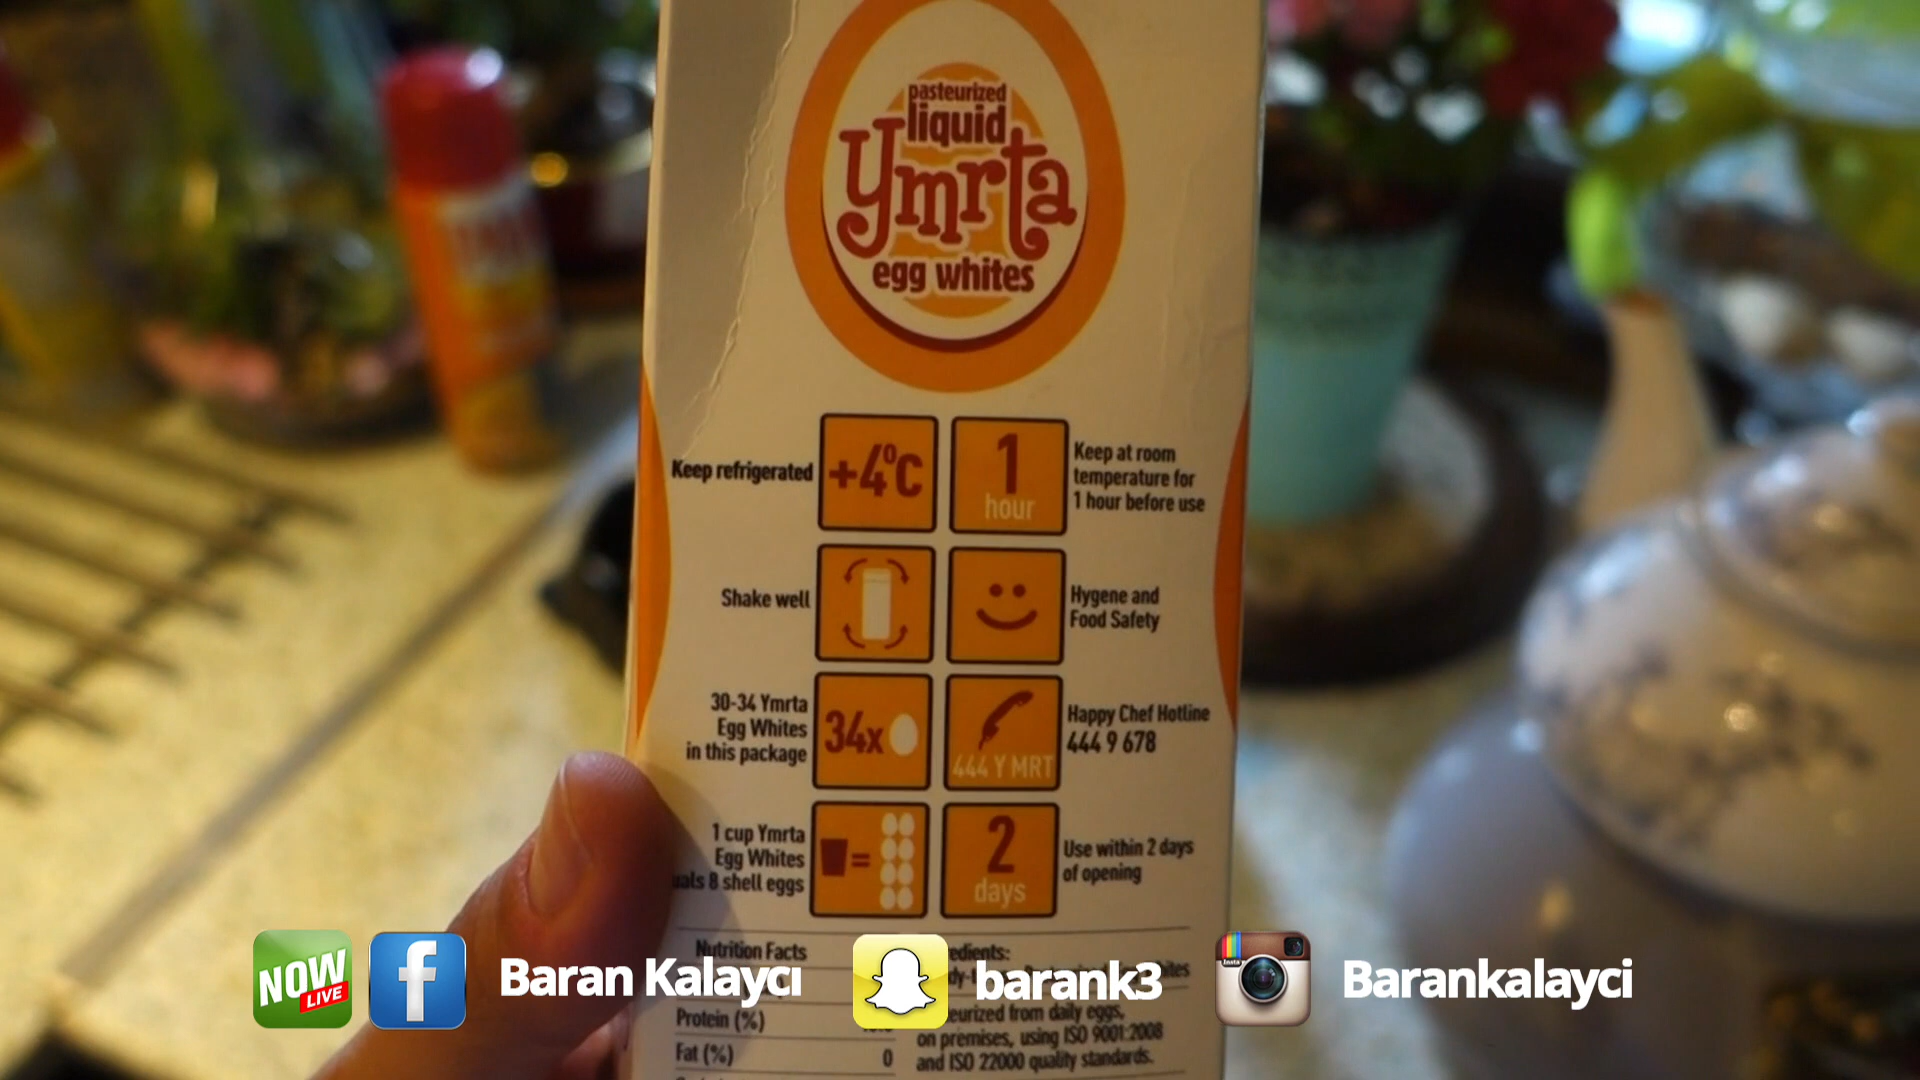 pasteurized
liquid
Ymrta
egg whites
Keep refrigerated
+4°C
1
hour
Keep at room
temperature for
1 hour before use
Shake well
Hygene and
Food Safety
30-34 Ymrta
Egg Whites
in this package
34x
444 Y MRT
Happy Chef Hotline
444 9 678
1 cup Ymrta
Egg Whites
uals 8 shell eggs
=
2
days
Use within 2 days
of opening
Nutrition Facts
Protein (%)
Fat (%)
0
edients:
eurized from daily eggs,
on premises, using ISO 9001:2008
and ISO 22000 quality standards.
NOW
LIVE
f
Baran Kalaycı
barank3
Insta
Barankalayci